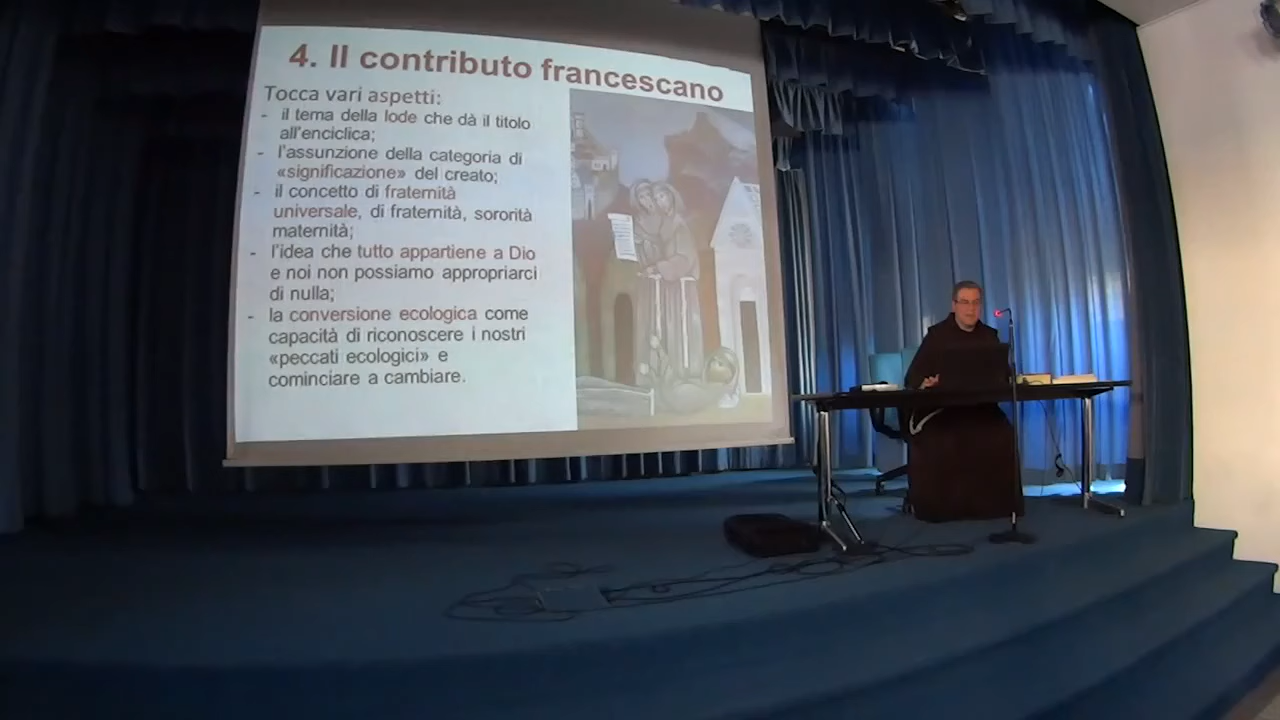 4. Il contributo francescano
Tocca vari aspetti:
- il tema della lode che dà il titolo
all'enciclica;
- l'assunzione della categoria di
«significazione» del creato;
- il concetto di fraternità
universale, di fraternità, sororità
maternità;
- l'idea che tutto appartiene a Dio
e noi non possiamo appropriarci
di nulla;
- la conversione ecologica come
capacità di riconoscere i nostri
«peccati ecologici» e
cominciare a cambiare.